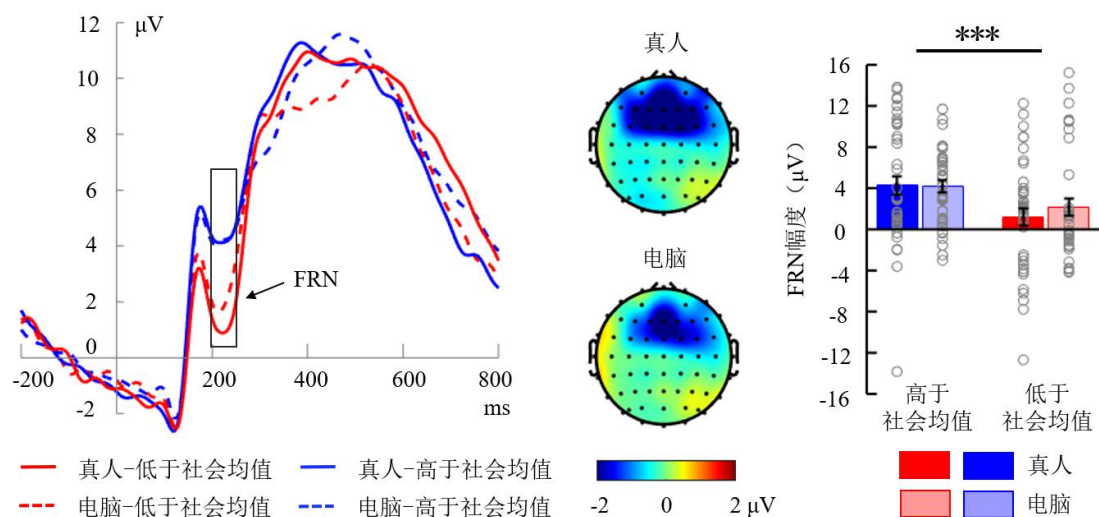 μV
12
10
8
6
4
2
0
-2
-200
200
400
600
800
ms
FRN
真人-低于社会均值
真人-高于社会均值
电脑-低于社会均值
电脑-高于社会均值
真人
电脑
-2
0
2 μV
***
FRN幅度（μV）
16
12
8
4
0
-4
-8
-12
-16
高于
社会均值
低于
社会均值
真人
电脑